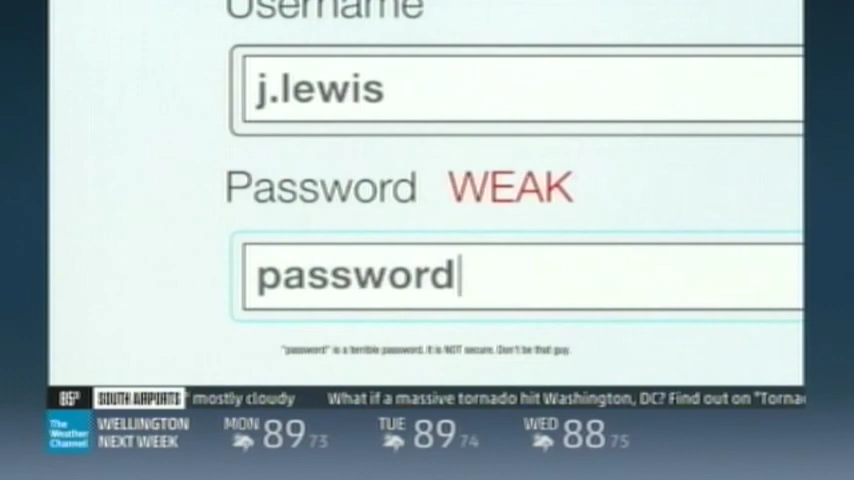 Username
j.lewis
Password WEAK
password
"password" is a terrible password. It is NOT secure. Don't be that guy.
85° SOUTH AIRPORTS mostly cloudy What if a massive tornado hit Washington, DC? Find out on "Torna
The Weather Channel
WELLINGTON NEXT WEEK
MON 89 73 TUE 89 74 WED 88 75